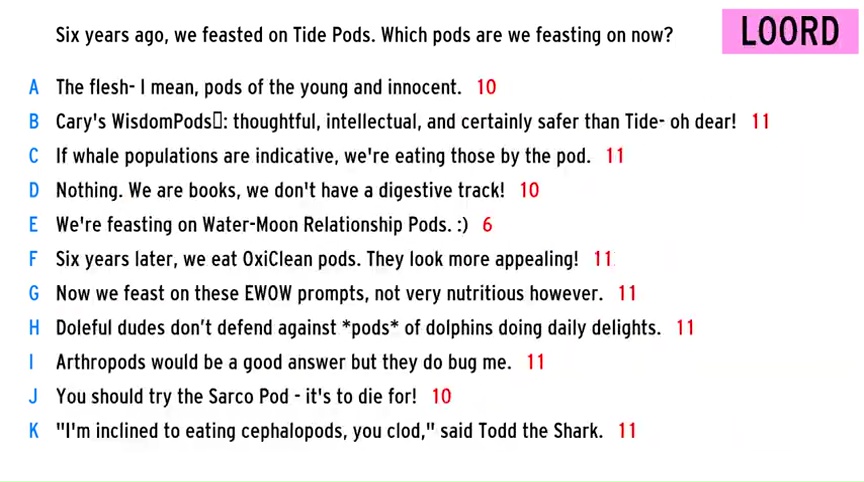 Six years ago, we feasted on Tide Pods. Which pods are we feasting on now?
LOORD
A The flesh- I mean, pods of the young and innocent. 10
B Cary's WisdomPods▯: thoughtful, intellectual, and certainly safer than Tide- oh dear! 11
C If whale populations are indicative, we're eating those by the pod. 11
D Nothing. We are books, we don't have a digestive track! 10
E We're feasting on Water-Moon Relationship Pods. :) 6
F Six years later, we eat OxiClean pods. They look more appealing! 11
G Now we feast on these EWOW prompts, not very nutritious however. 11
H Doleful dudes don’t defend against *pods* of dolphins doing daily delights. 11
I Arthropods would be a good answer but they do bug me. 11
J You should try the Sarco Pod - it's to die for! 10
K "I'm inclined to eating cephalopods, you clod," said Todd the Shark. 11